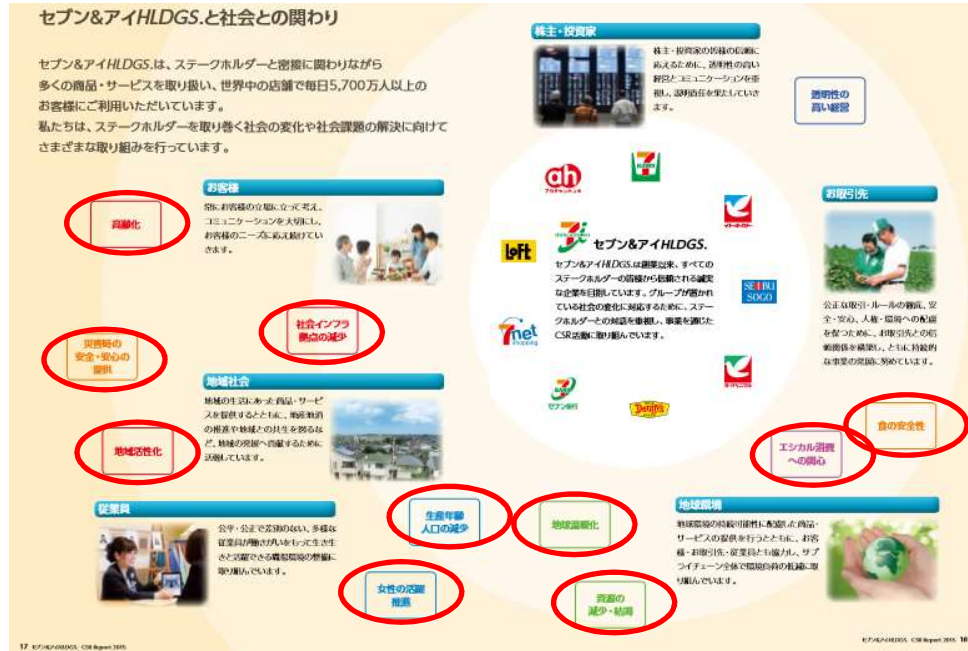 セブン&アイHLDGS.と社会との関わり
セブン&アイHLDGS.は、ステークホルダーと密接に関わりながら
多くの商品・サービスを取り扱い、世界中の店舗で毎日5,700万人以上の
お客様にご利用いただいています。
私たちは、ステークホルダーを取り巻く社会の変化や社会課題の解決に向けて
さまざまな取り組みを行っています。
株主・投資家
株主・投資家の皆様の信頼に
応えるために、透明性の高い
経営とコミュニケーションを重
視し、説明責任を果たしていき
ます。
透明性の
高い経営
お客様
常にお客様の立場に立って考え、
コミュニケーションを大切にし、
お客様のニーズに応え続けてい
きます。
高齢化
社会インフラ
拠点の減少
災害時の
安全・安心の
提供
地域社会
地域の生活にあった商品・サービ
スを提供するとともに、地産地消
の推進や地域との共生を図るな
ど、地域の発展へ貢献するために
活動しています。
地域活性化
従業員
公平・公正で差別のない、多様な
従業員が働きがいをもって生き生
きと活躍できる職場環境の整備に
取り組んでいます。
生産年齢
人口の減少
女性の活躍
推進
ah
アカチャンホンポ
7
ELEVEN
イトーヨーカドー
LOFT
セブン&アイHLDGS.
セブン&アイHLDGS.は創業以来、すべての
ステークホルダーの皆様から信頼される誠実
な企業を目指しています。グループが置かれ
ている社会の変化に対応するために、ステー
クホルダーとの対話を重視し、事業を通じた
CSR活動に取り組んでいます。
SEIBU
SOGO
7net
shopping
セブン銀行
Denny's
お取引先
公正な取引・ルールの徹底、安
全・安心、人権・環境への配慮
を保つために、お取引先との信
頼関係を構築し、ともに持続的
な事業の発展に努めています。
食の安全性
エシカル消費
への関心
地球環境
地球環境の持続可能性に配慮した商品・
サービスの提供を行うとともに、お客
様・お取引先・従業員とも協力し、サプ
ライチェーン全体で環境負荷の低減に取
り組んでいます。
地球温暖化
資源の
減少・枯渇
17 セブン&アイHLDGS. CSR Report 2015
セブン&アイHLDGS. CSR Report 2015 18